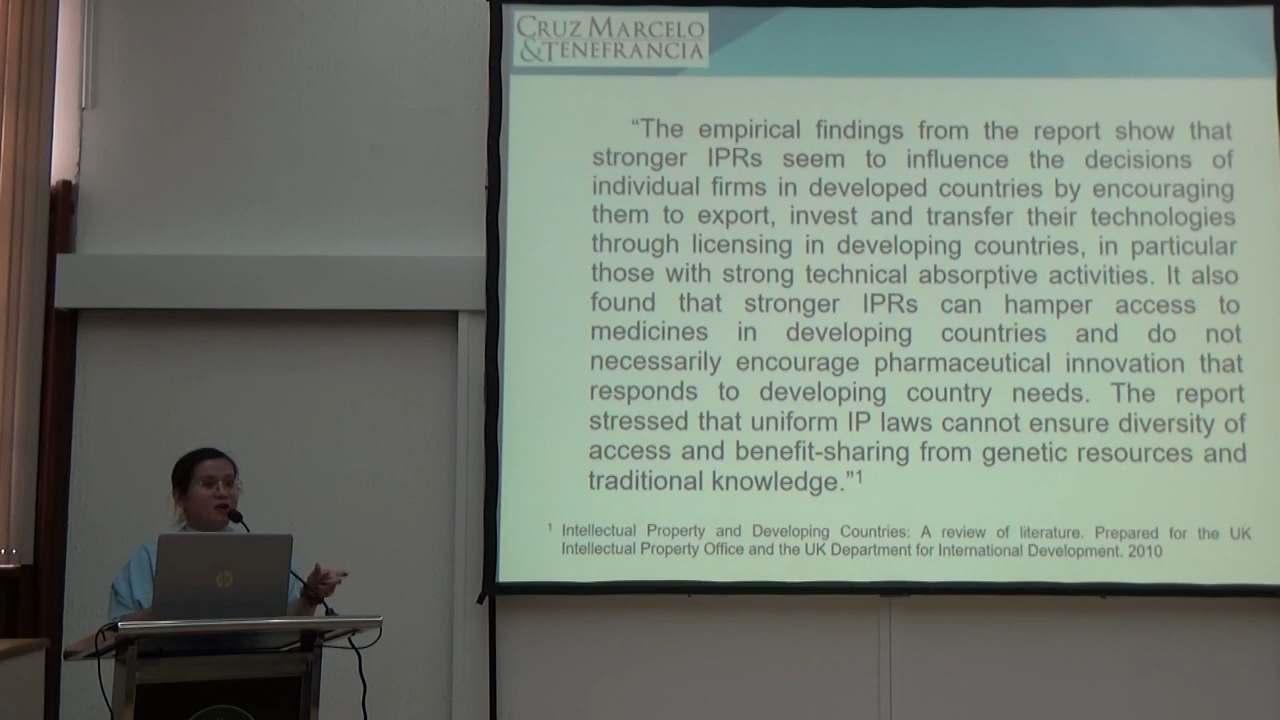 CRUZ MARCELO
&TENEFRANCIA
“The empirical findings from the report show that
stronger IPRs seem to influence the decisions of
individual firms in developed countries by encouraging
them to export, invest and transfer their technologies
through licensing in developing countries, in particular
those with strong technical absorptive activities. It also
found that stronger IPRs can hamper access to
medicines in developing countries and do not
necessarily encourage pharmaceutical innovation that
responds to developing country needs. The report
stressed that uniform IP laws cannot ensure diversity of
access and benefit-sharing from genetic resources and
traditional knowledge.”¹
¹ Intellectual Property and Developing Countries: A review of literature. Prepared for the UK
Intellectual Property Office and the UK Department for International Development. 2010
hp